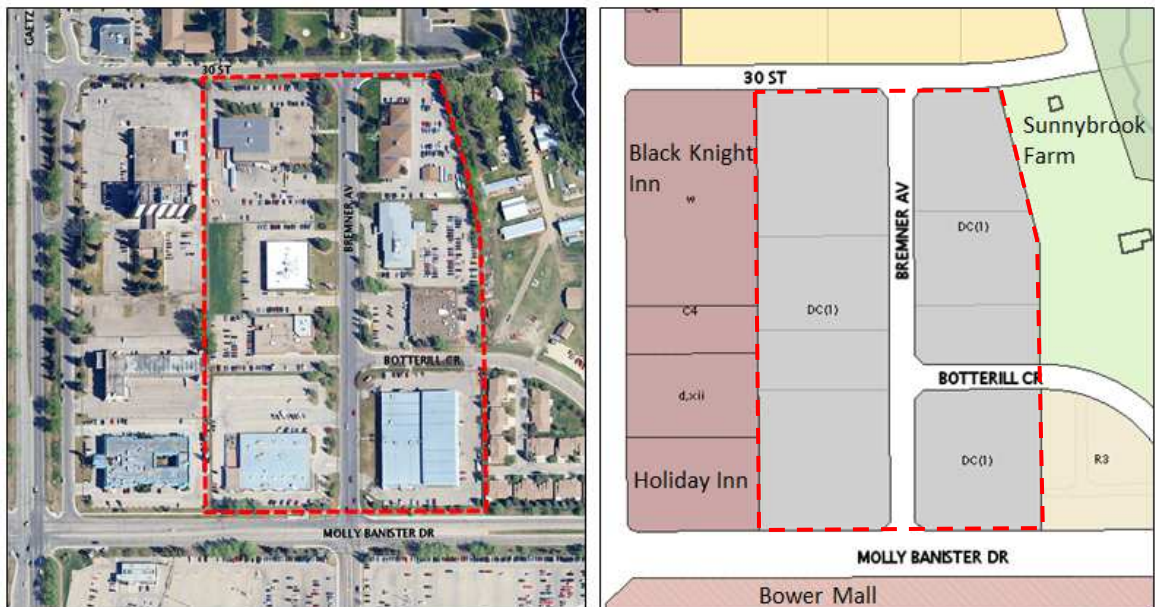 GAETZ
30 ST
BREMNER AV
BOTTERILL CR
MOLLY BANISTER DR
30 ST
Black Knight
Inn
w
Sunnybrook
Farm
BREMNER AV
DC(1)
DC(1)
C4
BOTTERILL CR
d,xii
Holiday Inn
DC(1)
R3
MOLLY BANISTER DR
Bower Mall